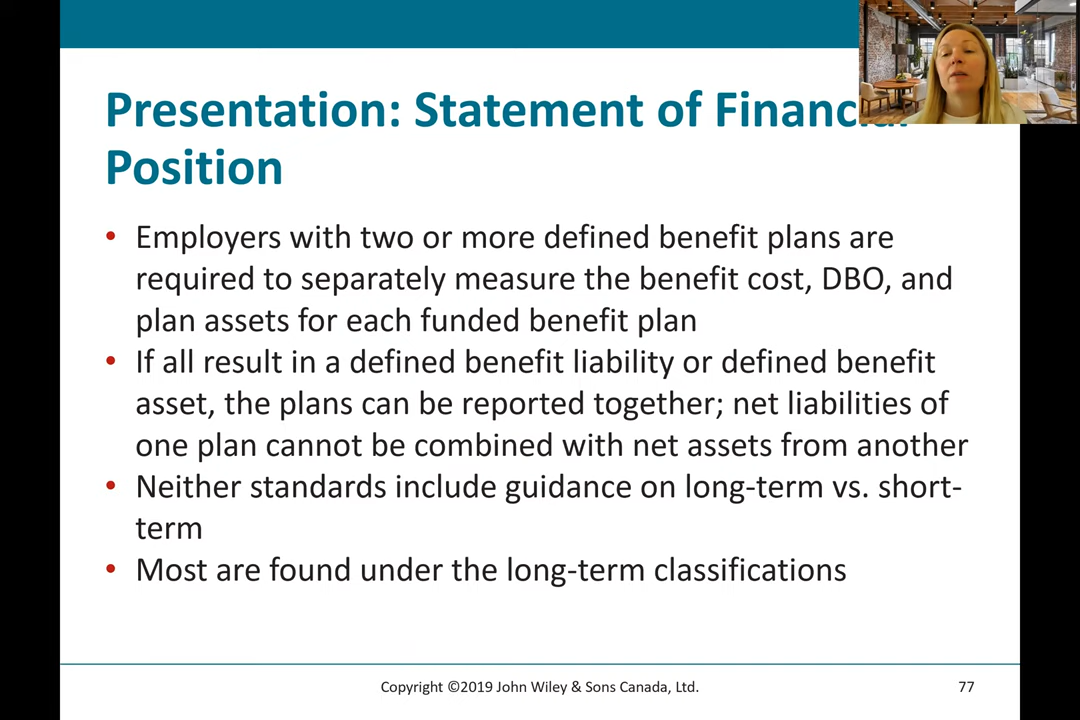 Presentation: Statement of Financial
Position
• Employers with two or more defined benefit plans are
required to separately measure the benefit cost, DBO, and
plan assets for each funded benefit plan
• If all result in a defined benefit liability or defined benefit
asset, the plans can be reported together; net liabilities of
one plan cannot be combined with net assets from another
• Neither standards include guidance on long-term vs. short-
term
• Most are found under the long-term classifications
Copyright ©2019 John Wiley & Sons Canada, Ltd.
77